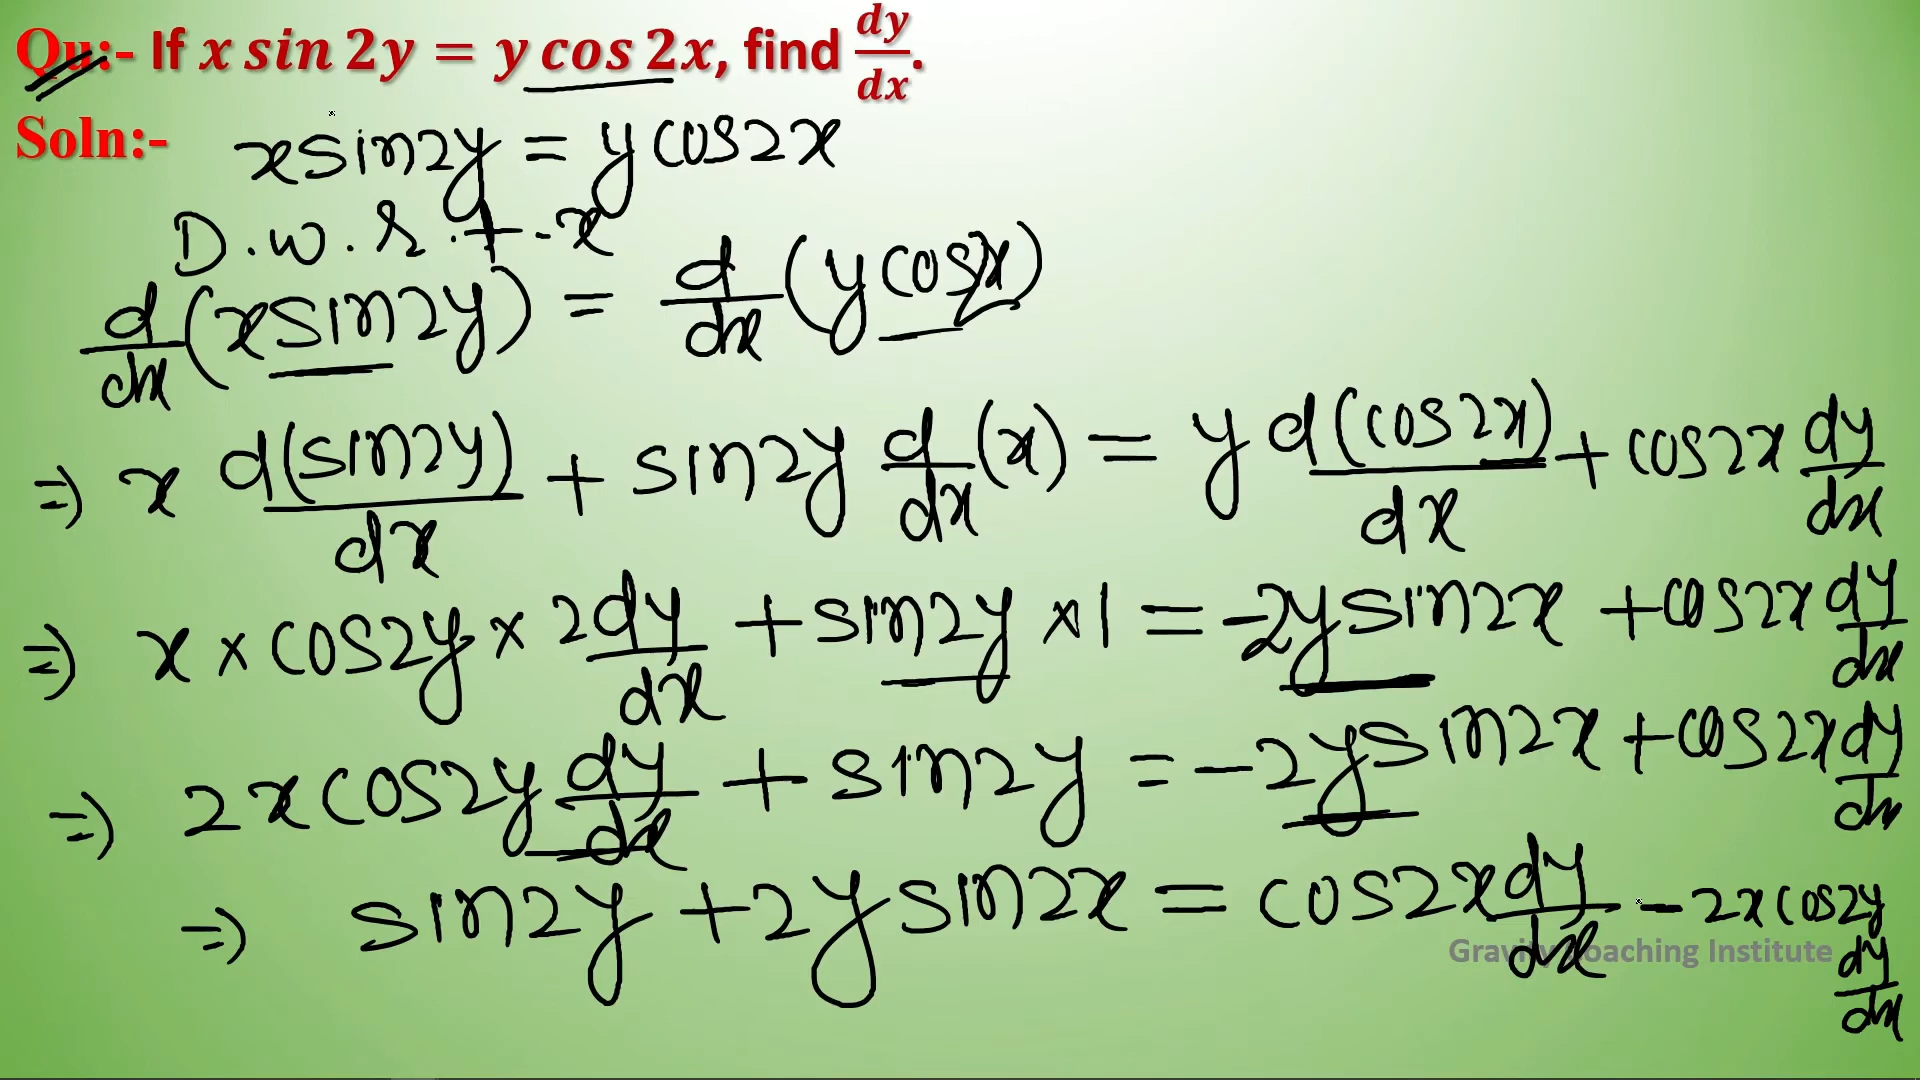 Qu:- If x sin 2y = y cos 2x, find dy/dx.
Soln:- x sin2y = y cos2x
D.w.r.t.x
d/dx (x sin2y) = d/dx (y cos2x)
⇒ x d(sin2y)/dx + sin2y d/dx (x) = y d(cos2x)/dx + cos2x dy/dx
⇒ x × cos2y × 2dy/dx + sin2y × 1 = -2y sin2x + cos2x dy/dx
⇒ 2x cos2y dy/dx + sin2y = -2y sin2x + cos2x dy/dx
⇒ sin2y + 2y sin2x = cos2x dy/dx - 2x cos2y dy/dx
Gravity Coaching Institute